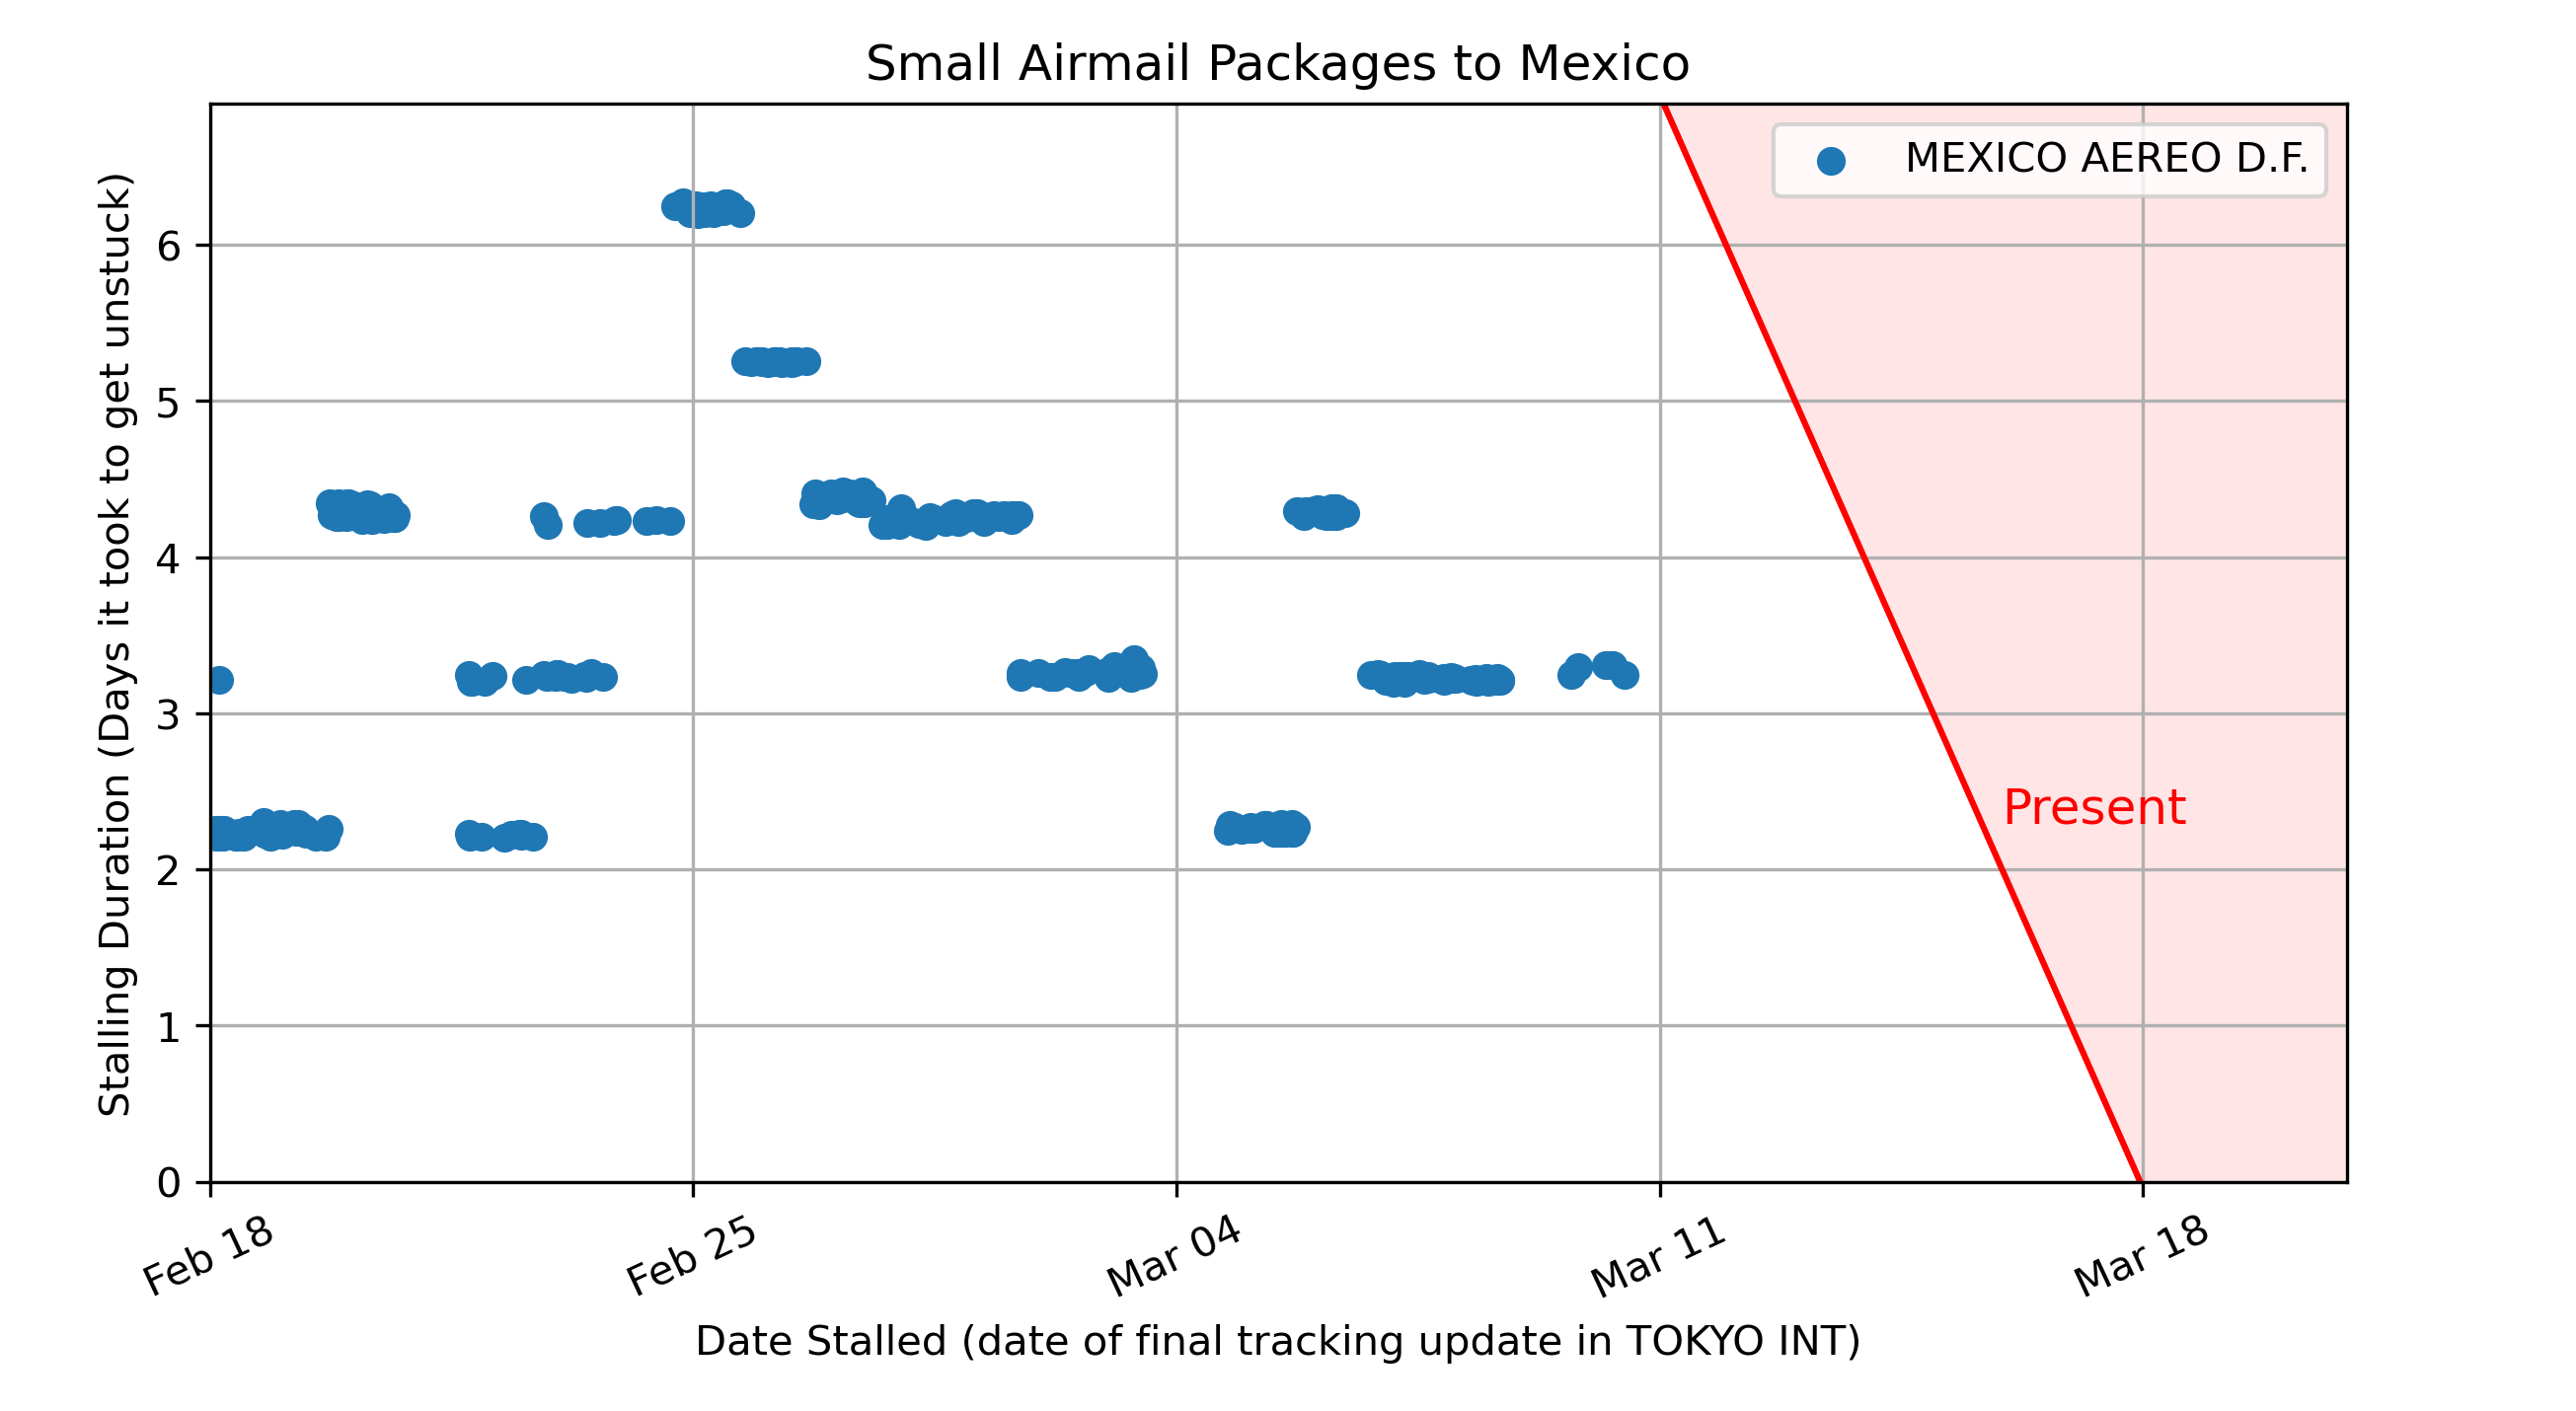 Small Airmail Packages to Mexico
MEXICO AEREO D.F.
Stalling Duration (Days it took to get unstuck)
6
5
4
3
2
1
0
Present
Feb 18
Feb 25
Mar 04
Mar 11
Mar 18
Date Stalled (date of final tracking update in TOKYO INT)